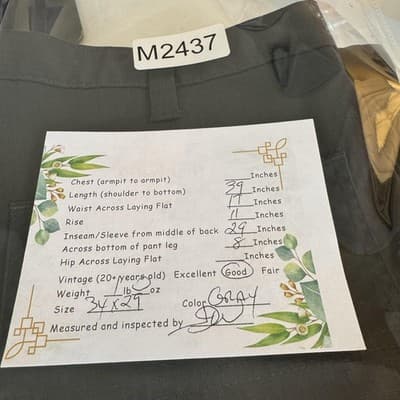 M2437
Chest (armpit to armpit) Inches
Length (shoulder to bottom) 39 Inches
Waist Across Laying Flat 17 Inches
Rise 11 Inches
Inseam/Sleeve from middle of back 29 Inches
Across bottom of pant leg 8 Inches
Hip Across Laying Flat Inches
Vintage (20+ years old) Excellent Good Fair
Weight 1 lb oz
Size 34x29 Color GRAY
Measured and inspected by